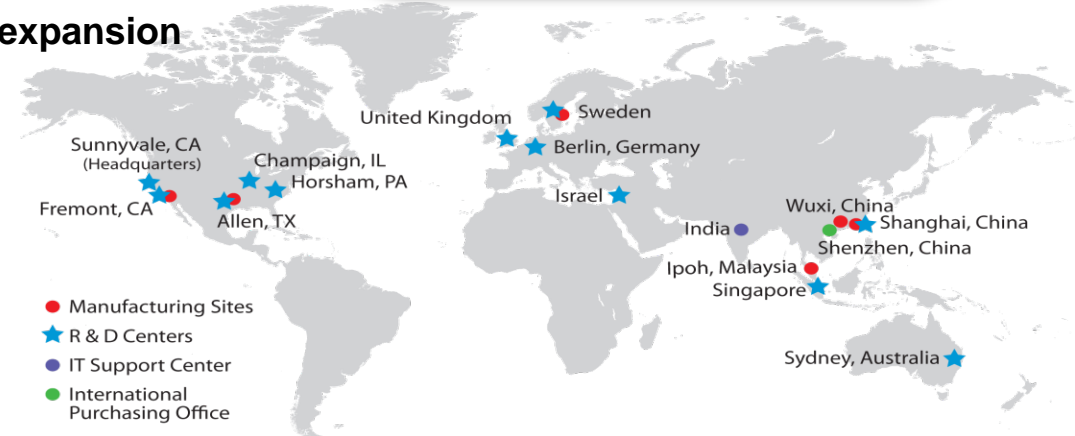 expansion
United Kingdom
Sweden
Berlin, Germany
Sunnyvale, CA
(Headquarters)
Champaign, IL
Horsham, PA
Fremont, CA
Allen, TX
Israel
Wuxi, China
India
Shanghai, China
Shenzhen, China
Ipoh, Malaysia
Singapore
Sydney, Australia
Manufacturing Sites
R & D Centers
IT Support Center
International
Purchasing Office